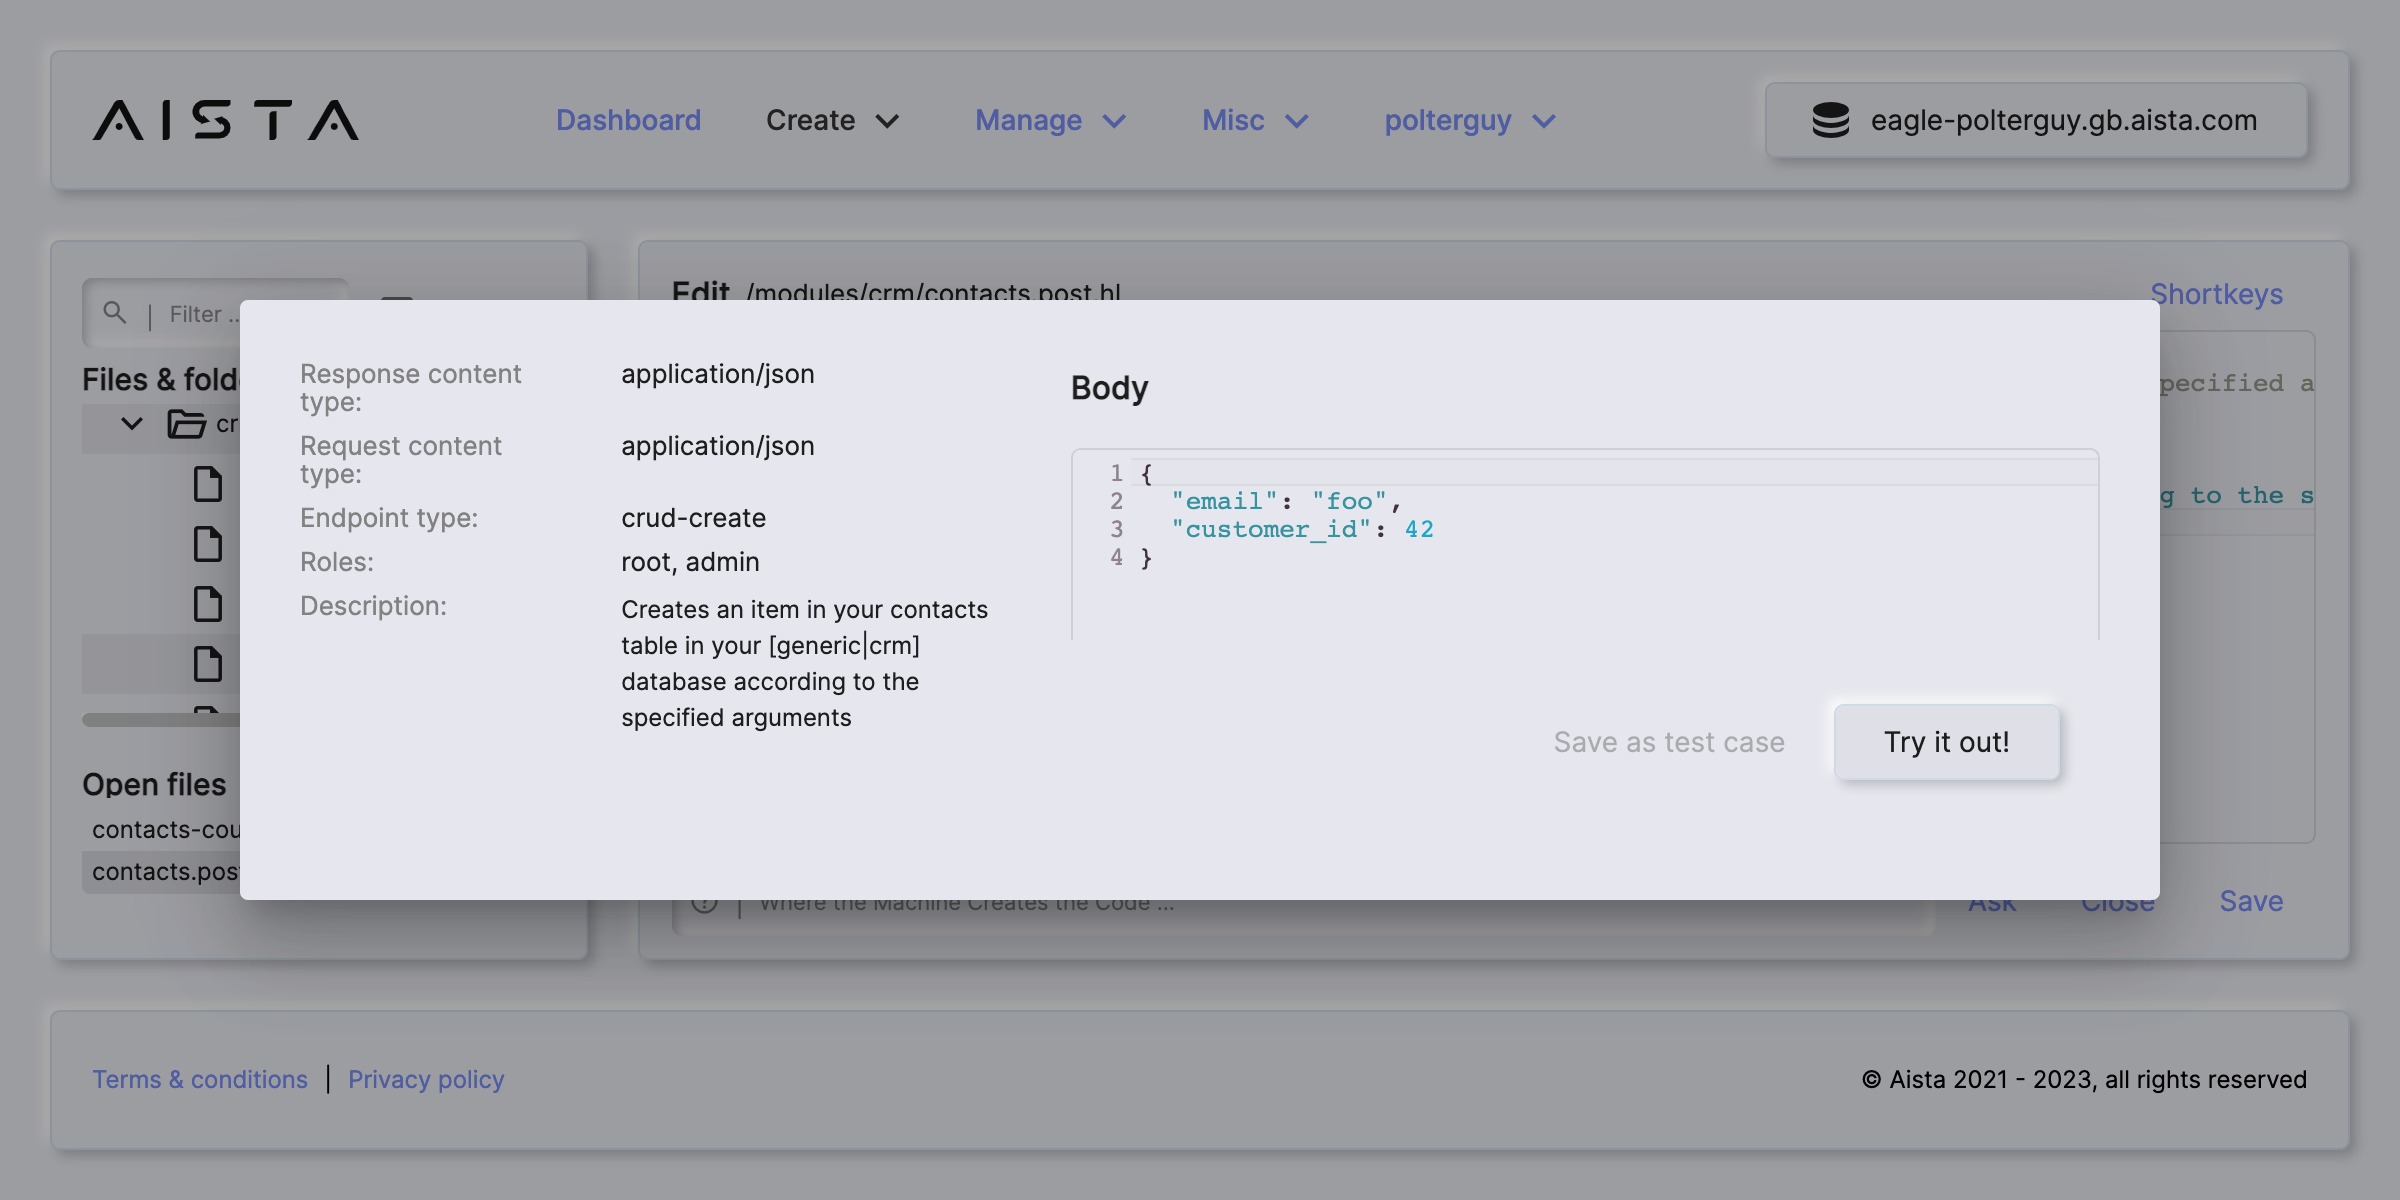 AISTA
Dashboard
Create
Manage
Misc
polterguy
eagle-polterguy.gb.aista.com
Filter ..
Files & fold
cr
Edit /modules/crm/contacts.post.hl
Shortkeys
pecified a
g to the s
Response content type:
application/json
Request content type:
application/json
Endpoint type:
crud-create
Roles:
root, admin
Description:
Creates an item in your contacts
table in your [generic|crm]
database according to the
specified arguments
Body
1 {
2 "email": "foo",
3 "customer_id": 42
4 }
Save as test case
Try it out!
Open files
contacts-cou
contacts.pos
Where the Machine Creates the Code ...
Ask
Close
Save
Terms & conditions | Privacy policy
© Aista 2021 - 2023, all rights reserved